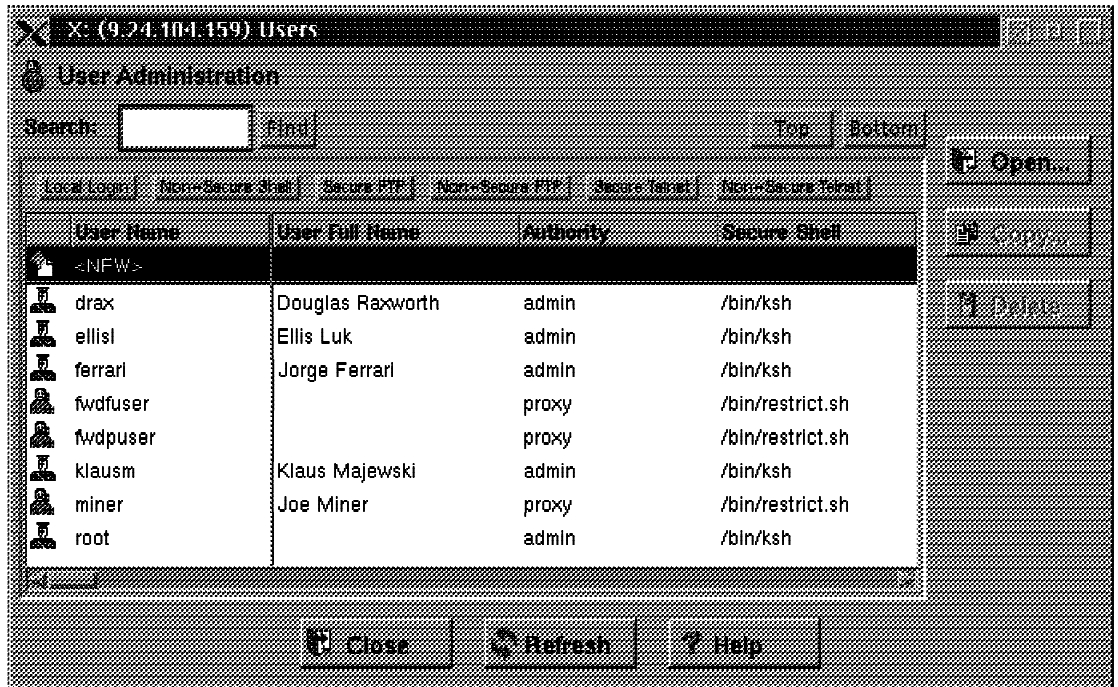 X: (9.24.104.159) Users
User Administration
Search: Find Top Bottom
Open...
Local Login Non-Secure Shell Secure FTP Non-Secure FTP Secure Telnet Non-Secure Telnet
User Name User Full Name Authority Secure Shell
Copy...
<NEW>
drax Douglas Raxworth admin /bin/ksh
Delete
ellisl Ellis Luk admin /bin/ksh
ferrari Jorge Ferrari admin /bin/ksh
fwdfuser proxy /bin/restrict.sh
fwdpuser proxy /bin/restrict.sh
klausm Klaus Majewski admin /bin/ksh
miner Joe Miner proxy /bin/restrict.sh
root admin /bin/ksh
Close Refresh ? Help